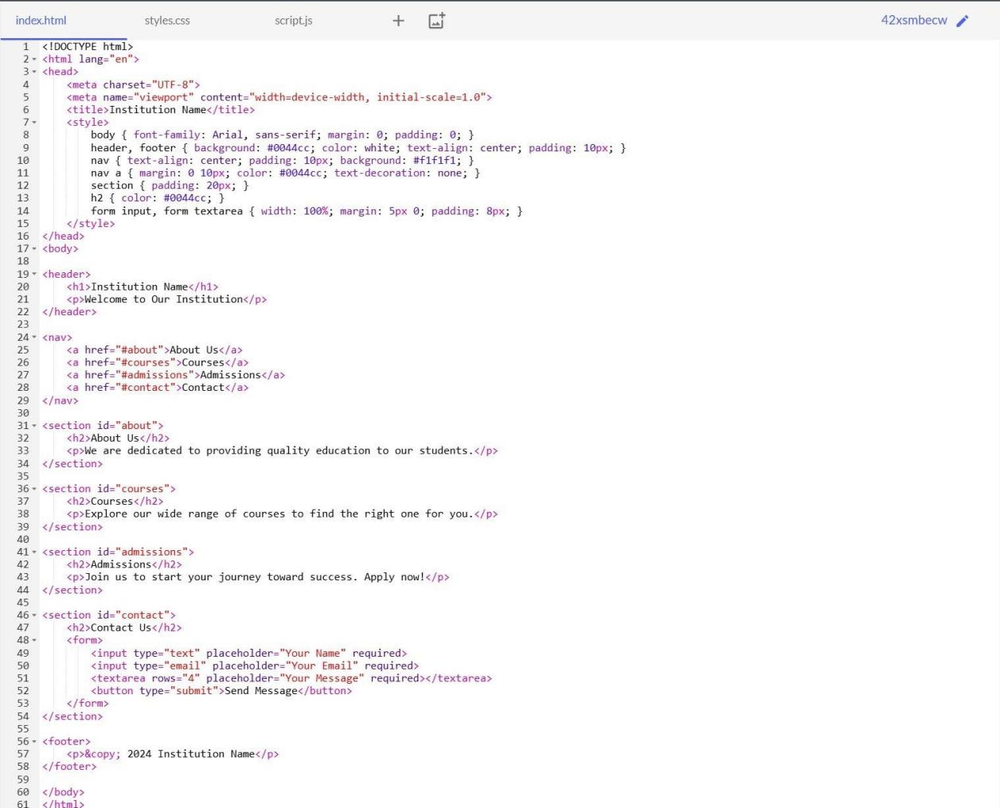 index.html styles.css script.js + 42xsmbecw
1 <!DOCTYPE html>
2 <html lang="en">
3 <head>
4     <meta charset="UTF-8">
5     <meta name="viewport" content="width=device-width, initial-scale=1.0">
6     <title>Institution Name</title>
7     <style>
8         body { font-family: Arial, sans-serif; margin: 0; padding: 0; }
9         header, footer { background: #0044cc; color: white; text-align: center; padding: 10px; }
10         nav { text-align: center; padding: 10px; background: #f1f1f1; }
11         nav a { margin: 0 10px; color: #0044cc; text-decoration: none; }
12         section { padding: 20px; }
13         h2 { color: #0044cc; }
14         form input, form textarea { width: 100%; margin: 5px 0; padding: 8px; }
15     </style>
16 </head>
17 <body>
18
19 <header>
20     <h1>Institution Name</h1>
21     <p>Welcome to Our Institution</p>
22 </header>
23
24 <nav>
25     <a href="#about">About Us</a>
26     <a href="#courses">Courses</a>
27     <a href="#admissions">Admissions</a>
28     <a href="#contact">Contact</a>
29 </nav>
30
31 <section id="about">
32     <h2>About Us</h2>
33     <p>We are dedicated to providing quality education to our students.</p>
34 </section>
35
36 <section id="courses">
37     <h2>Courses</h2>
38     <p>Explore our wide range of courses to find the right one for you.</p>
39 </section>
40
41 <section id="admissions">
42     <h2>Admissions</h2>
43     <p>Join us to start your journey toward success. Apply now!</p>
44 </section>
45
46 <section id="contact">
47     <h2>Contact Us</h2>
48     <form>
49         <input type="text" placeholder="Your Name" required>
50         <input type="email" placeholder="Your Email" required>
51         <textarea rows="4" placeholder="Your Message" required></textarea>
52         <button type="submit">Send Message</button>
53     </form>
54 </section>
55
56 <footer>
57     <p>&copy; 2024 Institution Name</p>
58 </footer>
59
60 </body>
61 </html>